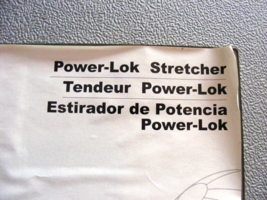 Power-Lok Stretcher
Tendeur Power-Lok
Estirador de Potencia
Power-Lok